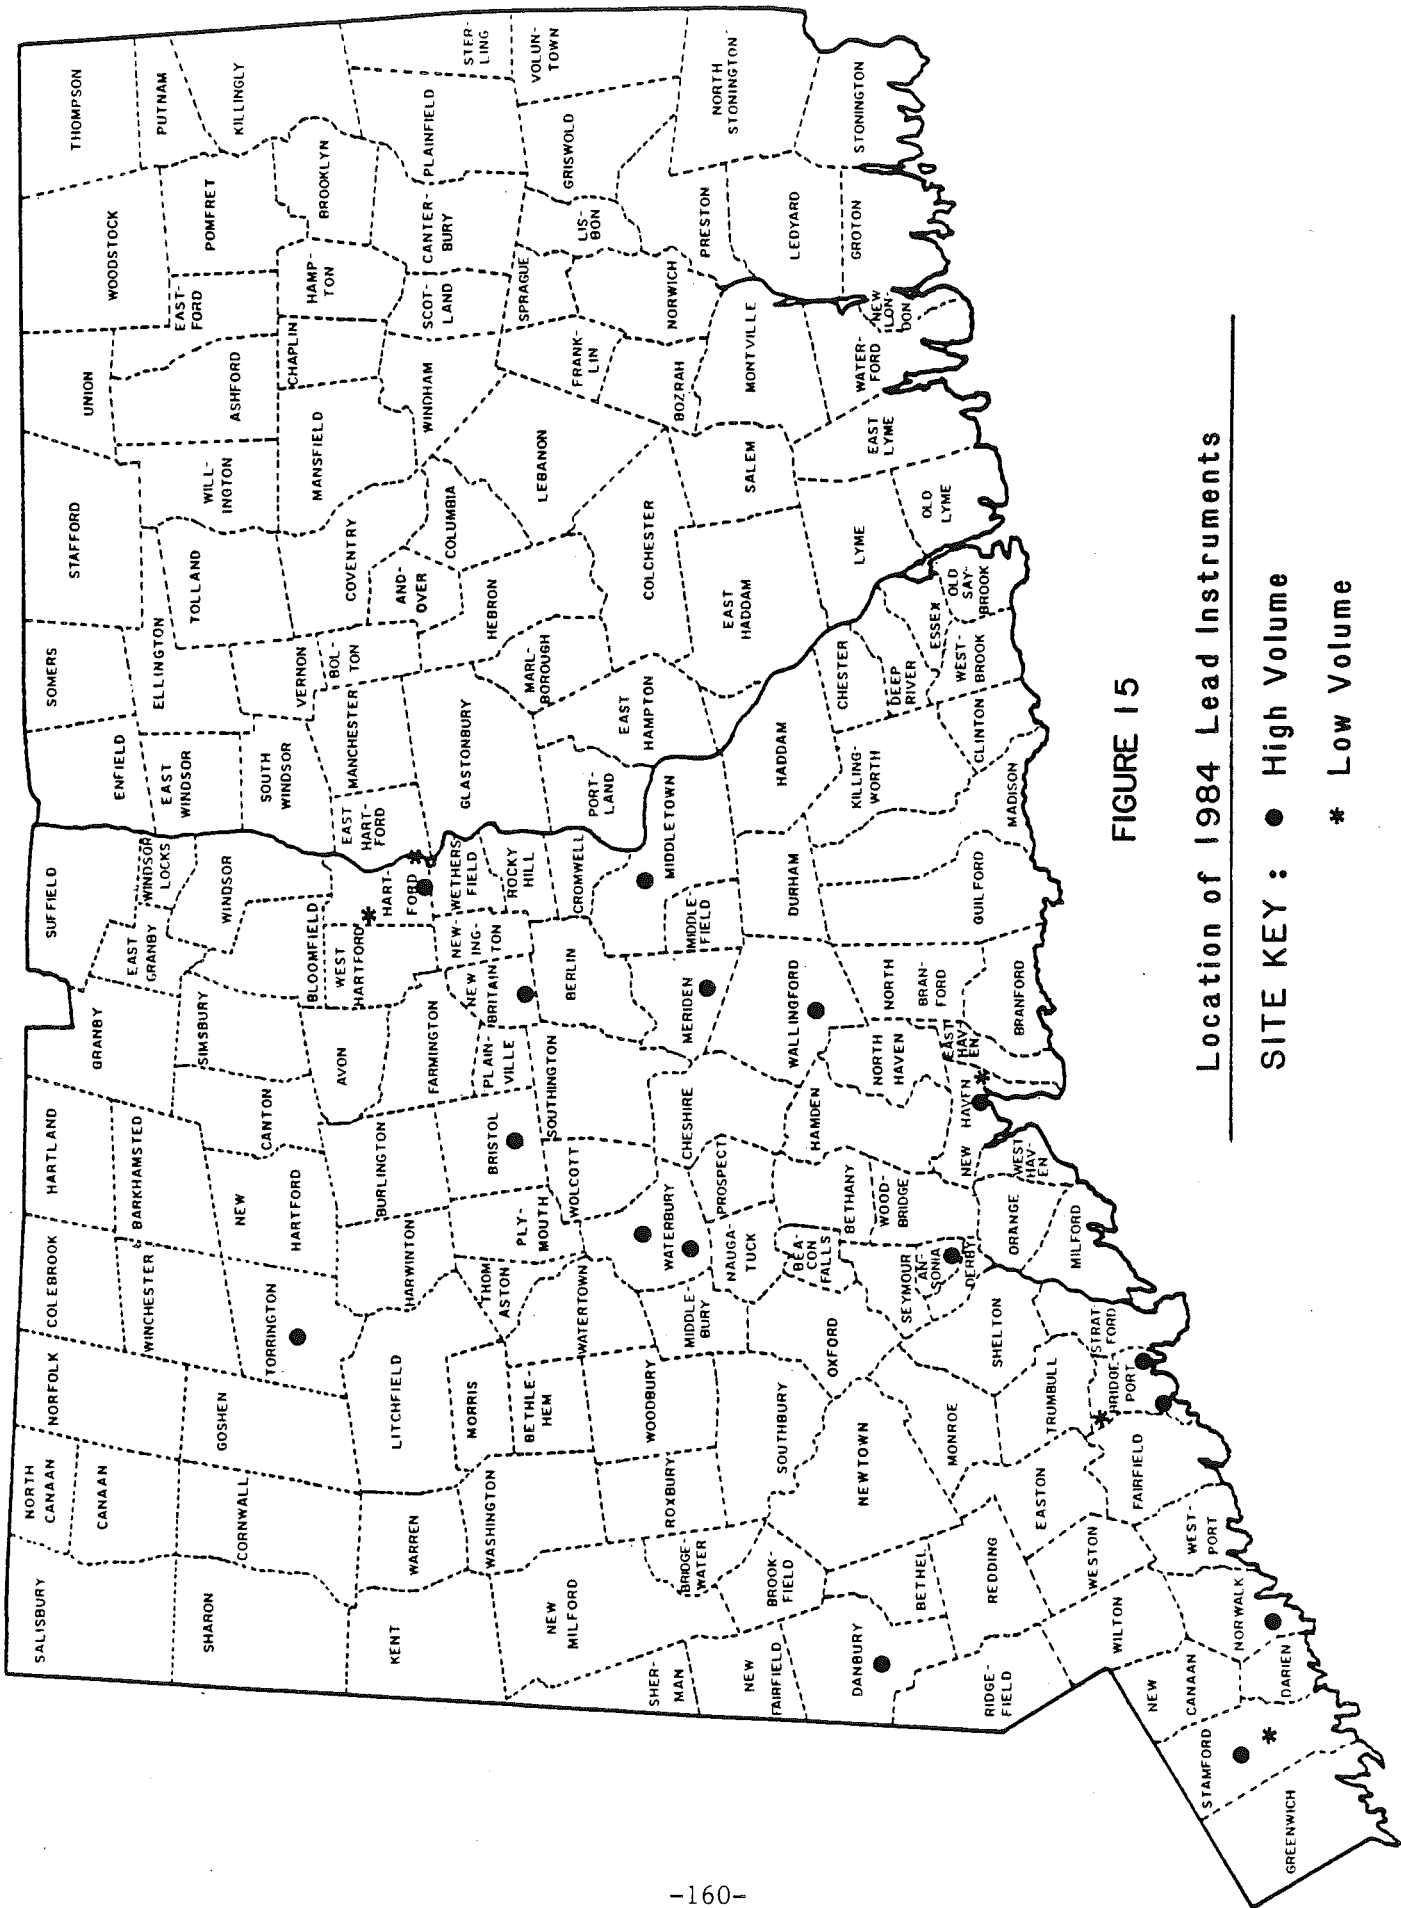 SALISBURY
NORTH
CANAAN
CANAAN
NORFOLK
COLEBROOK
HARTLAND
GRANBY
SUFFIELD
ENFIELD
SOMERS
STAFFORD
UNION
WOODSTOCK
THOMPSON
PUTNAM
SHARON
CORNWALL
GOSHEN
WINCHESTER
BARKHAMSTED
EAST
GRANBY
WINDSOR
LOCKS
EAST
WINDSOR
ELLINGTON
TOLLAND
WILL-
INGTON
ASHFORD
EAST-
FORD
POMFRET
KILLINGLY
TORRINGTON
NEW
HARTFORD
CANTON
SIMSBURY
BLOOMFIELD
WINDSOR
SOUTH
WINDSOR
VERNON
KENT
WARREN
LITCHFIELD
HARWINTON
BURLINGTON
AVON
WEST
HARTFORD
HART-
FORD
EAST
HART-
FORD
MANCHESTER
BOL-
TON
COVENTRY
MANSFIELD
CHAPLIN
HAMP-
TON
BROOKLYN
AND-
OVER
COLUMBIA
WINDHAM
SCOT-
LAND
CANTER-
BURY
PLAINFIELD
STER-
LING
NEW
MILFORD
WASHINGTON
MORRIS
BETHLE-
HEM
THOM
ASTON
WATERTOWN
PLY-
MOUTH
BRISTOL
FARMINGTON
PLAIN-
VILLE
NEW
BRITAIN
NEW-
ING-
TON
WETHERS
FIELD
ROCKY
HILL
GLASTONBURY
MARL-
BOROUGH
HEBRON
LEBANON
FRANK-
LIN
SPRAGUE
LIS-
BON
GRISWOLD
VOLUN-
TOWN
SHER-
MAN
BRIDGE-
WATER
ROXBURY
WOODBURY
MIDDLE-
BURY
WATERBURY
WOLCOTT
SOUTHINGTON
BERLIN
CROMWELL
PORT-
LAND
EAST
HAMPTON
COLCHESTER
BOZRAH
NORWICH
PRESTON
NORTH
STONINGTON
NEW
FAIRFIELD
BROOK-
FIELD
SOUTHBURY
NAUGA-
TUCK
PROSPECT
CHESHIRE
MERIDEN
MIDDLE-
FIELD
MIDDLETOWN
EAST
HADDAM
SALEM
MONTVILLE
LEDYARD
STONINGTON
DANBURY
BETHEL
NEWTOWN
OXFORD
BEA-
CON
FALLS
BETHANY
HAMDEN
WALLINGFORD
DURHAM
HADDAM
CHESTER
LYME
EAST
LYME
WATER-
FORD
NEW
LON-
DON
GROTON
RIDGE-
FIELD
REDDING
MONROE
SHELTON
SEYMOUR
AN-
SONIA
DERBY
WOOD-
BRIDGE
NORTH
HAVEN
NORTH
BRAN-
FORD
GUILFORD
KILLING-
WORTH
DEEP
RIVER
ESSEX
WEST-
BROOK
OLD
SAY-
BROOK
OLD
LYME
WILTON
WESTON
EASTON
TRUMBULL
STRAT-
FORD
ORANGE
MILFORD
WEST
HAV-
EN
NEW HAVEN
EAST
HAV-
EN
BRANFORD
MADISON
CLINTON
GREENWICH
STAMFORD
NEW
CANAAN
DARIEN
NORWALK
WEST-
PORT
FAIRFIELD
BRIDGE-
PORT
FIGURE 15
Location of 1984 Lead Instruments
SITE KEY : ● High Volume
* Low Volume
-160-